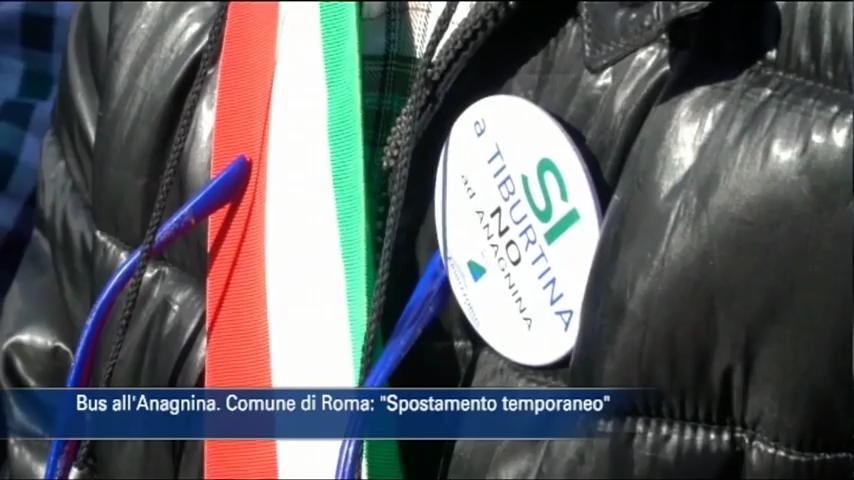 SI
a TIBURTINA
NO
ad ANAGNINA
Bus all'Anagnina. Comune di Roma: "Spostamento temporaneo"